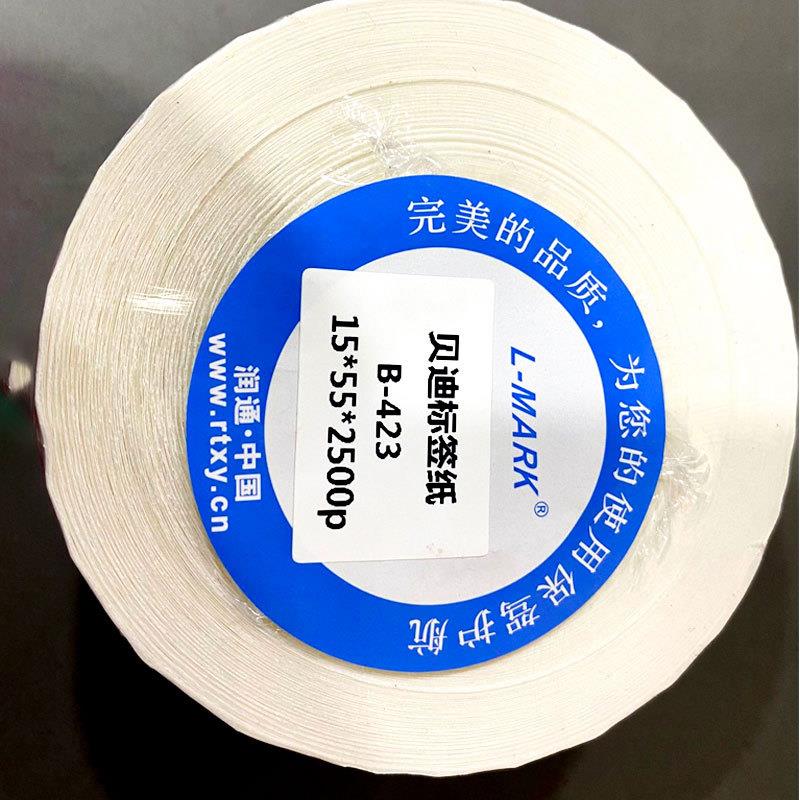 完美的品质，为您的使用保驾护航
L-MARK®
贝迪标签纸
B-423
15*55*2500p
润通·中国
www.rtxy.cn